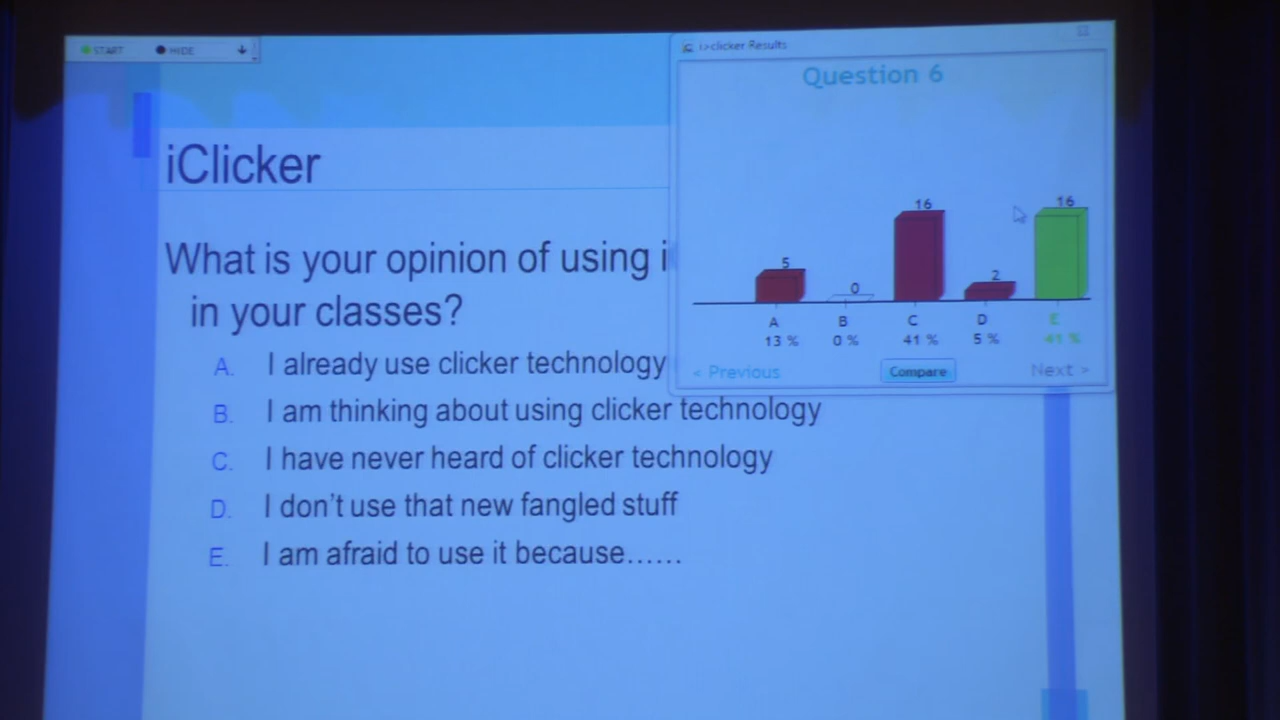 START HIDE
i>clicker Results
Question 6
iClicker
What is your opinion of using i
in your classes?
A. I already use clicker technology
B. I am thinking about using clicker technology
C. I have never heard of clicker technology
D. I don't use that new fangled stuff
E. I am afraid to use it because......
5 0 16 2 16
A B C D E
13 % 0 % 41 % 5 % 41 %
< Previous Compare Next >